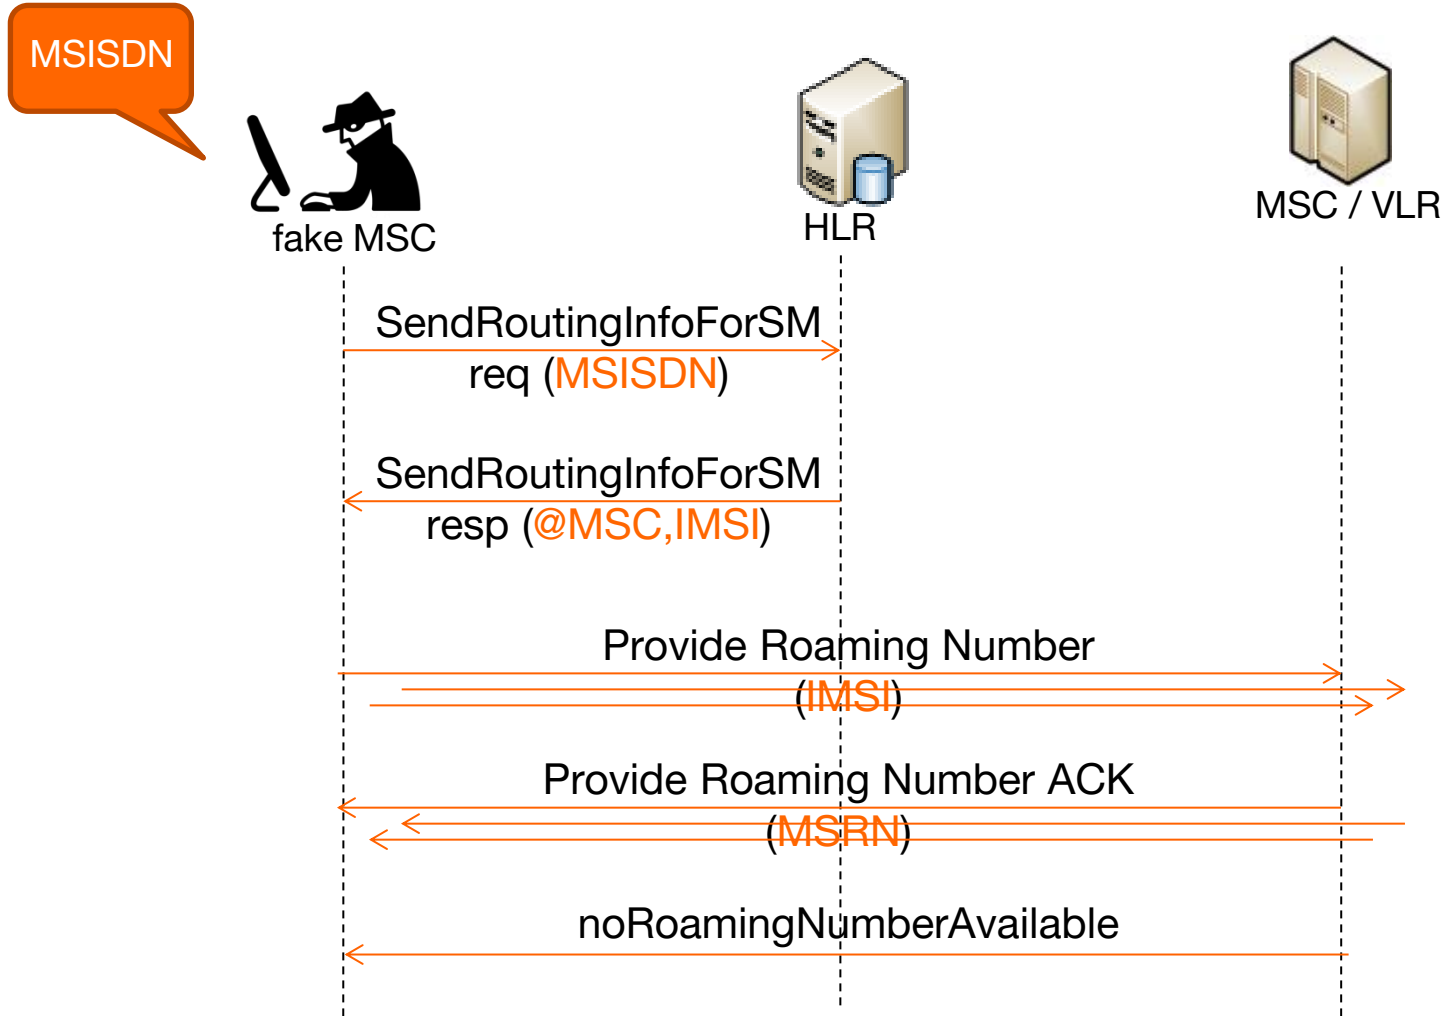 MSISDN
fake MSC
HLR
MSC / VLR
SendRoutingInfoForSM
req (MSISDN)
SendRoutingInfoForSM
resp (@MSC,IMSI)
Provide Roaming Number
(IMSI)
Provide Roaming Number ACK
(MSRN)
noRoamingNumberAvailable